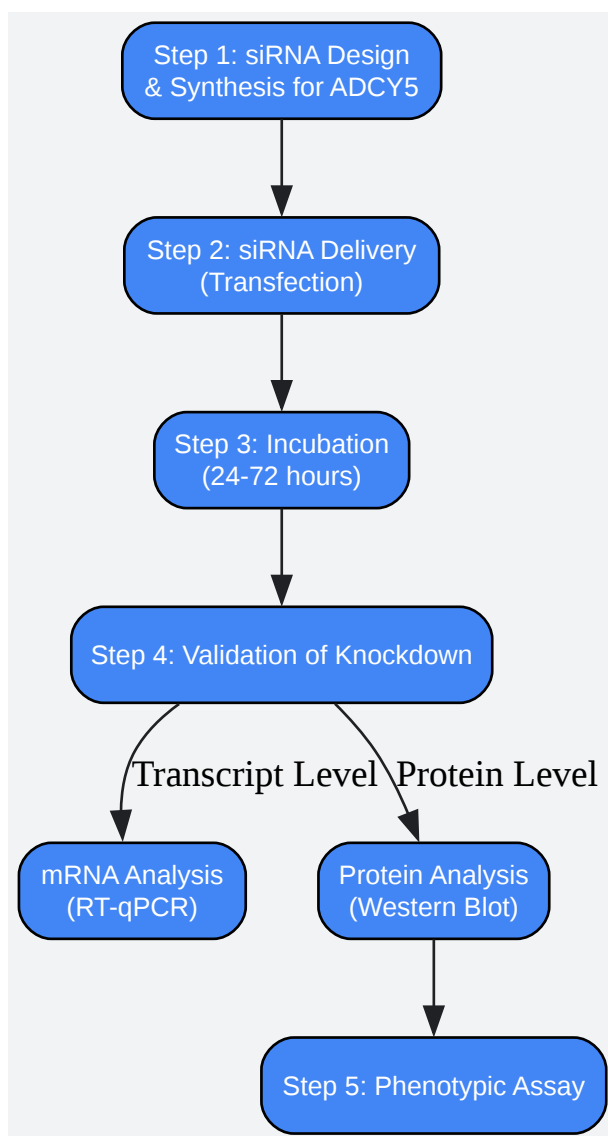 Step 1: siRNA Design
& Synthesis for ADCY5
Step 2: siRNA Delivery
(Transfection)
Step 3: Incubation
(24-72 hours)
Step 4: Validation of Knockdown
Transcript Level
Protein Level
mRNA Analysis
(RT-qPCR)
Protein Analysis
(Western Blot)
Step 5: Phenotypic Assay